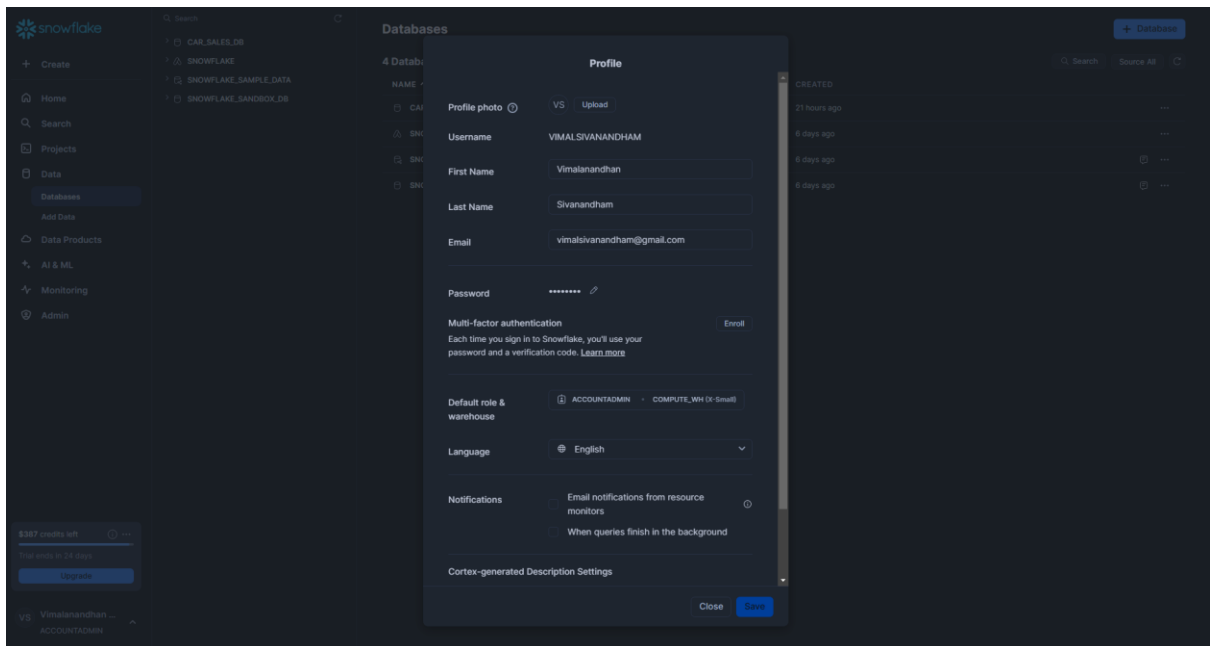 snowflake
Create
Home
Search
Projects
Data
Databases
Add Data
Data Products
AI & ML
Monitoring
Admin
$387 credits left
Trial ends in 24 days
Upgrade
VS Vimalanandhan ...
ACCOUNTADMIN
Search
CAR_SALES_DB
SNOWFLAKE
SNOWFLAKE_SAMPLE_DATA
SNOWFLAKE_SANDBOX_DB
Databases
+ Database
4 Databa
Search Source All
NAME CREATED
CAR 21 hours ago
SNO 6 days ago
SNO 6 days ago
SNO 6 days ago
Profile
Profile photo VS Upload
Username VIMALSIVANANDHAM
First Name Vimalanandhan
Last Name Sivanandham
Email vimalsivanandham@gmail.com
Password ••••••••
Multi-factor authentication Enroll
Each time you sign in to Snowflake, you'll use your
password and a verification code. Learn more
Default role & ACCOUNTADMIN · COMPUTE_WH (X-Small)
warehouse
Language English
Notifications Email notifications from resource
monitors
When queries finish in the background
Cortex-generated Description Settings
Close Save